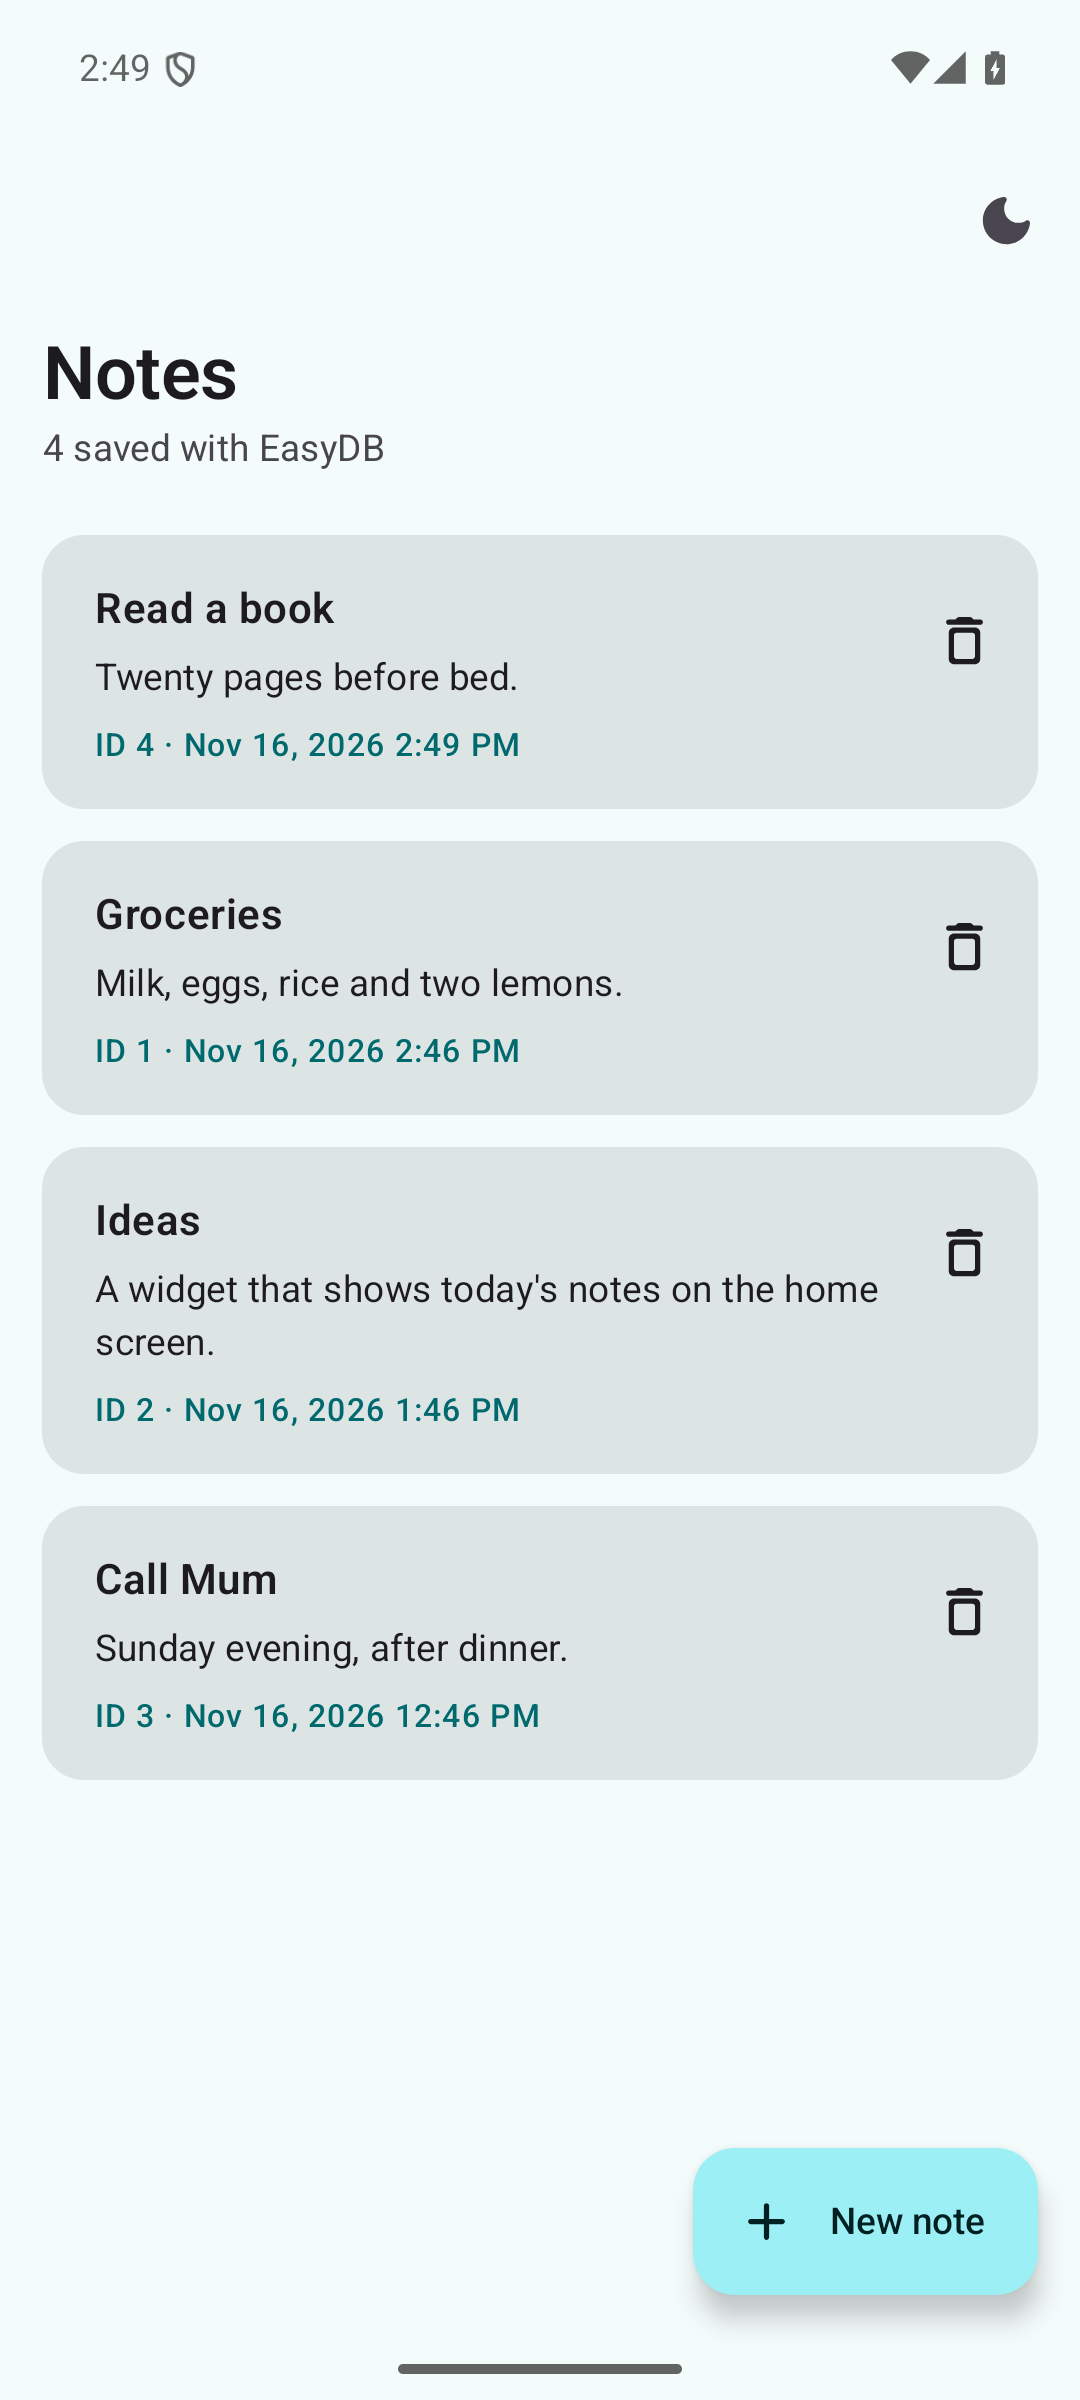 2:49
Notes
4 saved with EasyDB
Read a book
Twenty pages before bed.
ID 4 · Nov 16, 2026 2:49 PM
Groceries
Milk, eggs, rice and two lemons.
ID 1 · Nov 16, 2026 2:46 PM
Ideas
A widget that shows today's notes on the home
screen.
ID 2 · Nov 16, 2026 1:46 PM
Call Mum
Sunday evening, after dinner.
ID 3 · Nov 16, 2026 12:46 PM
New note